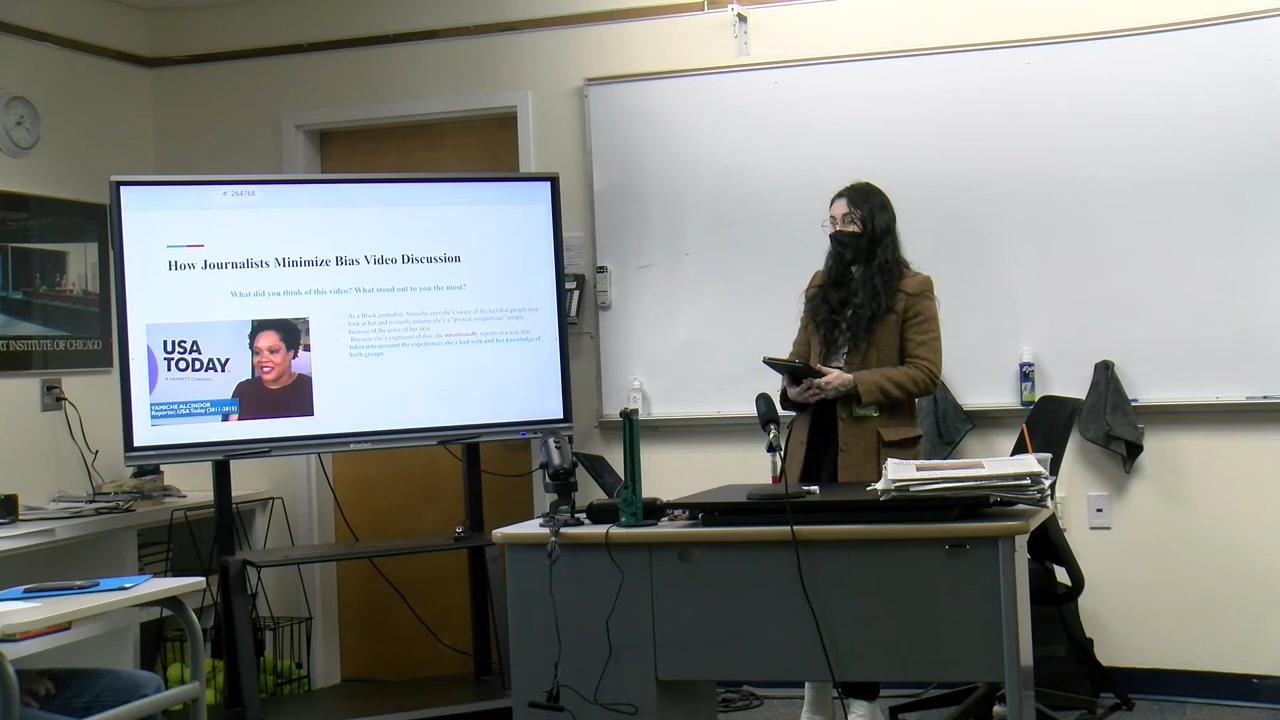 # 264768
How Journalists Minimize Bias Video Discussion
What did you think of this video? What stood out to you the most?
As a Black journalist, Yamiche says she's aware of the fact that people may
look at her and instantly assume she's a "protest sympathizer" simply
because of the color of her skin.
Because she's cognizant of this, she intentionally reports in a way that
takes into account the experiences she's had with and her knowledge of
both groups.
USA
TODAY
A GANNETT COMPANY
YAMICHE ALCINDOR
Reporter, USA Today (2011-2015)
INSTITUTE OF CHICAGO